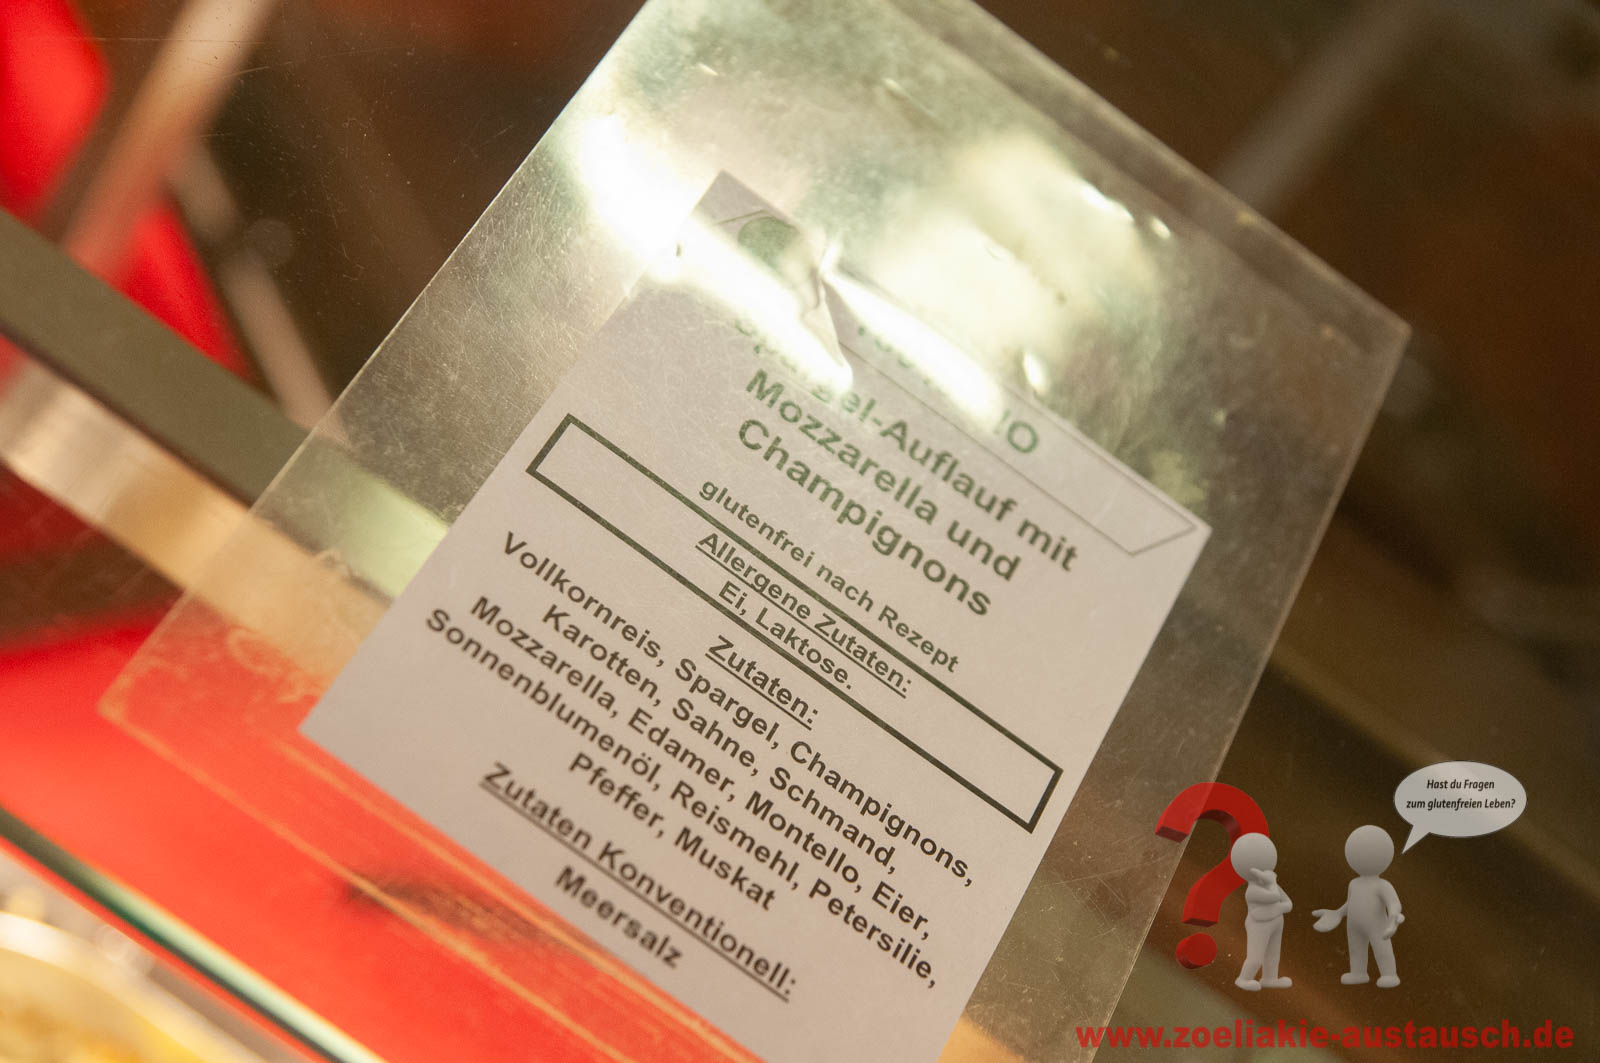 Spargel-Auflauf mit
Mozzarella und
Champignons
glutenfrei nach Rezept
Allergene Zutaten:
Ei, Laktose.
Zutaten:
Vollkornreis, Spargel, Champignons,
Karotten, Sahne, Schmand,
Mozzarella, Edamer, Montello, Eier,
Sonnenblumenöl, Reismehl, Petersilie,
Pfeffer, Muskat
Zutaten Konventionell:
Meersalz
Hast du Fragen
zum glutenfreien Leben?
www.zoeliakie-austausch.de